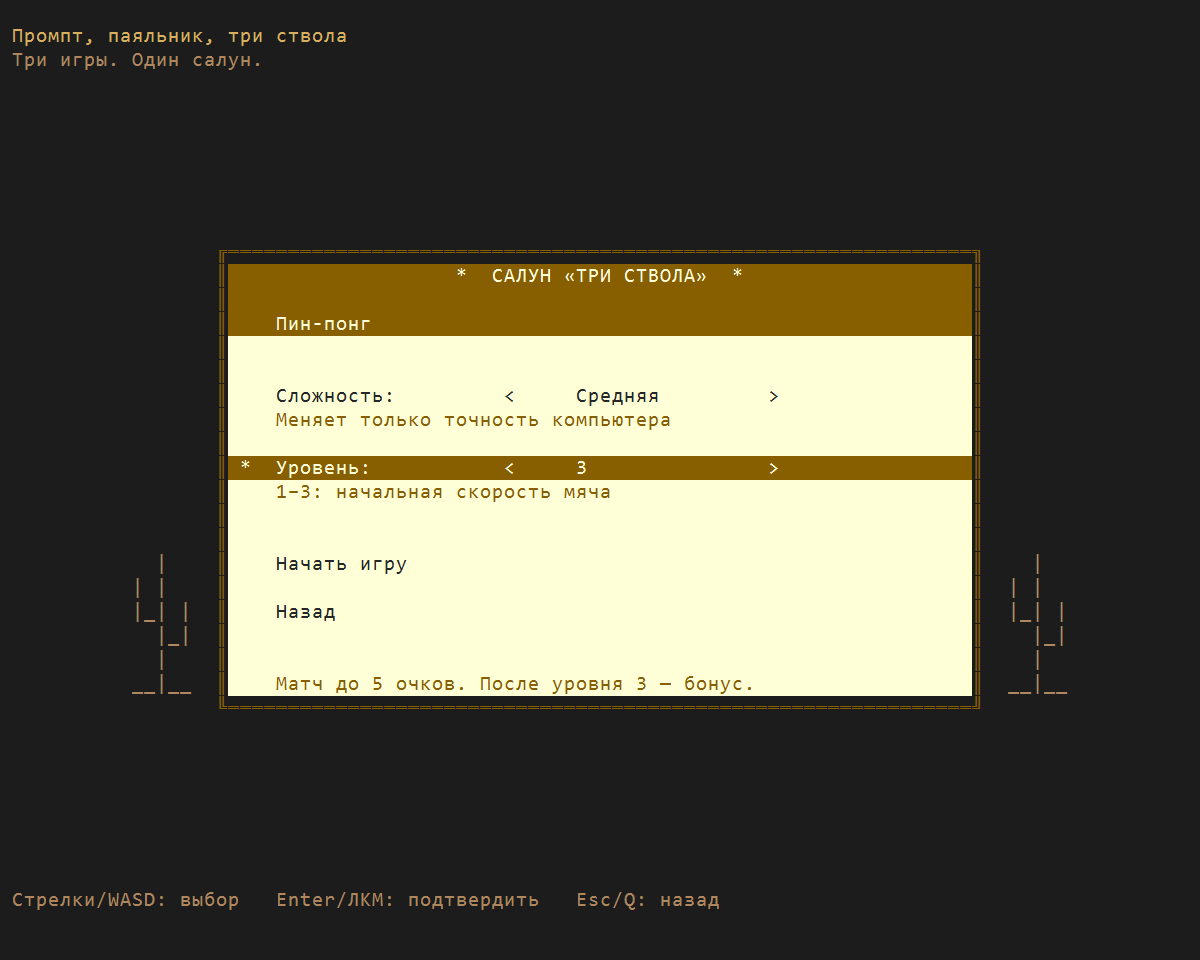 Промпт, паяльник, три ствола
Три игры. Один салун.
* САЛУН «ТРИ СТВОЛА» *
Пин-понг
Сложность: < Средняя >
Меняет только точность компьютера
* Уровень: < 3 >
1–3: начальная скорость мяча
Начать игру
Назад
Матч до 5 очков. После уровня 3 — бонус.
Стрелки/WASD: выбор Enter/ЛКМ: подтвердить Esc/Q: назад